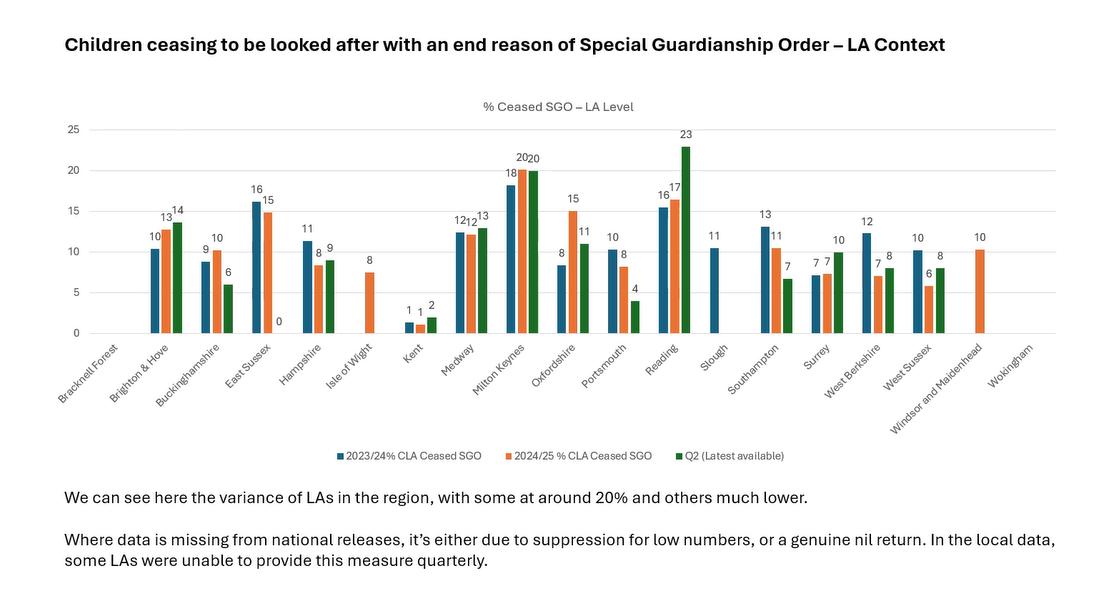 Children ceasing to be looked after with an end reason of Special Guardianship Order – LA Context
% Ceased SGO – LA Level
25
20
15
10
5
0
10 13 14
9 10 6
16 15 0
11 8 9
8
1 1 2
12 12 13
18 20 20
8 15 11
10 8 4
16 17 23
11
13 11 7
7 7 10
12 7 8
10 6 8
10
Bracknell Forest
Brighton & Hove
Buckinghamshire
East Sussex
Hampshire
Isle of Wight
Kent
Medway
Milton Keynes
Oxfordshire
Portsmouth
Reading
Slough
Southampton
Surrey
West Berkshire
West Sussex
Windsor and Maidenhead
Wokingham
2023/24% CLA Ceased SGO
2024/25 % CLA Ceased SGO
Q2 (Latest available)
We can see here the variance of LAs in the region, with some at around 20% and others much lower.
Where data is missing from national releases, it’s either due to suppression for low numbers, or a genuine nil return. In the local data,
some LAs were unable to provide this measure quarterly.